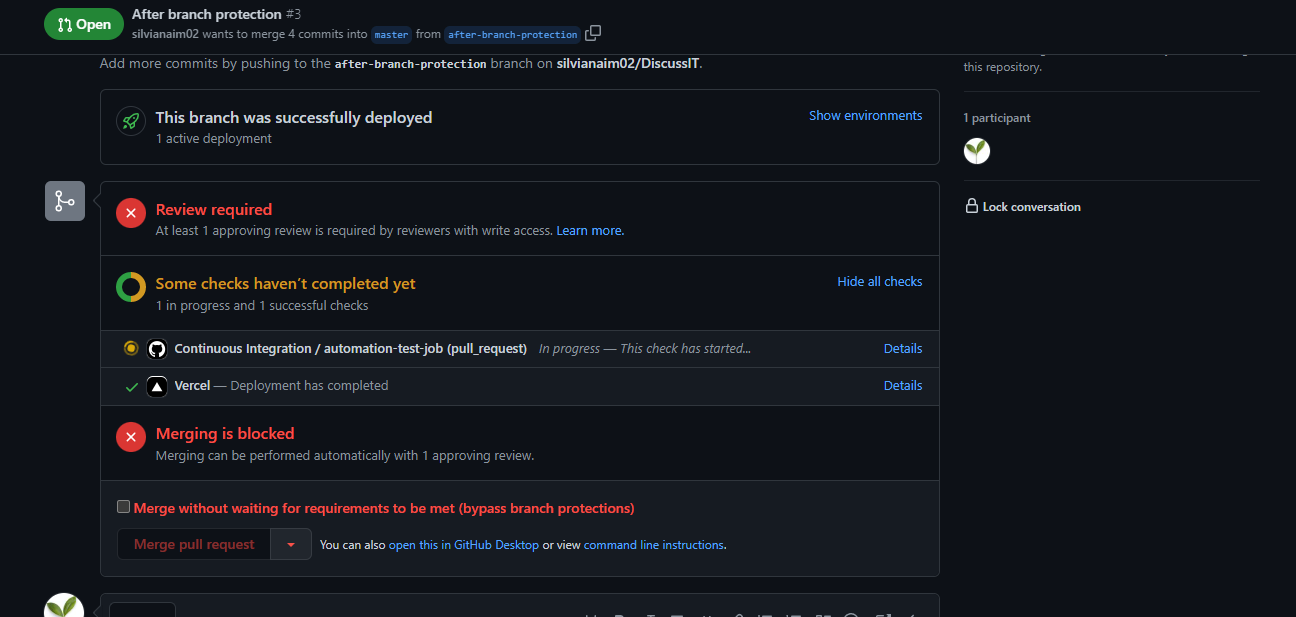 Open
After branch protection #3
silvianaim02 wants to merge 4 commits into master from after-branch-protection
Add more commits by pushing to the after-branch-protection branch on silvianaim02/DiscussIT.
this repository.
This branch was successfully deployed
Show environments
1 active deployment
1 participant
Review required
At least 1 approving review is required by reviewers with write access. Learn more.
Lock conversation
Some checks haven't completed yet
Hide all checks
1 in progress and 1 successful checks
Continuous Integration / automation-test-job (pull_request) In progress — This check has started...
Details
Vercel — Deployment has completed
Details
Merging is blocked
Merging can be performed automatically with 1 approving review.
Merge without waiting for requirements to be met (bypass branch protections)
Merge pull request
You can also open this in GitHub Desktop or view command line instructions.